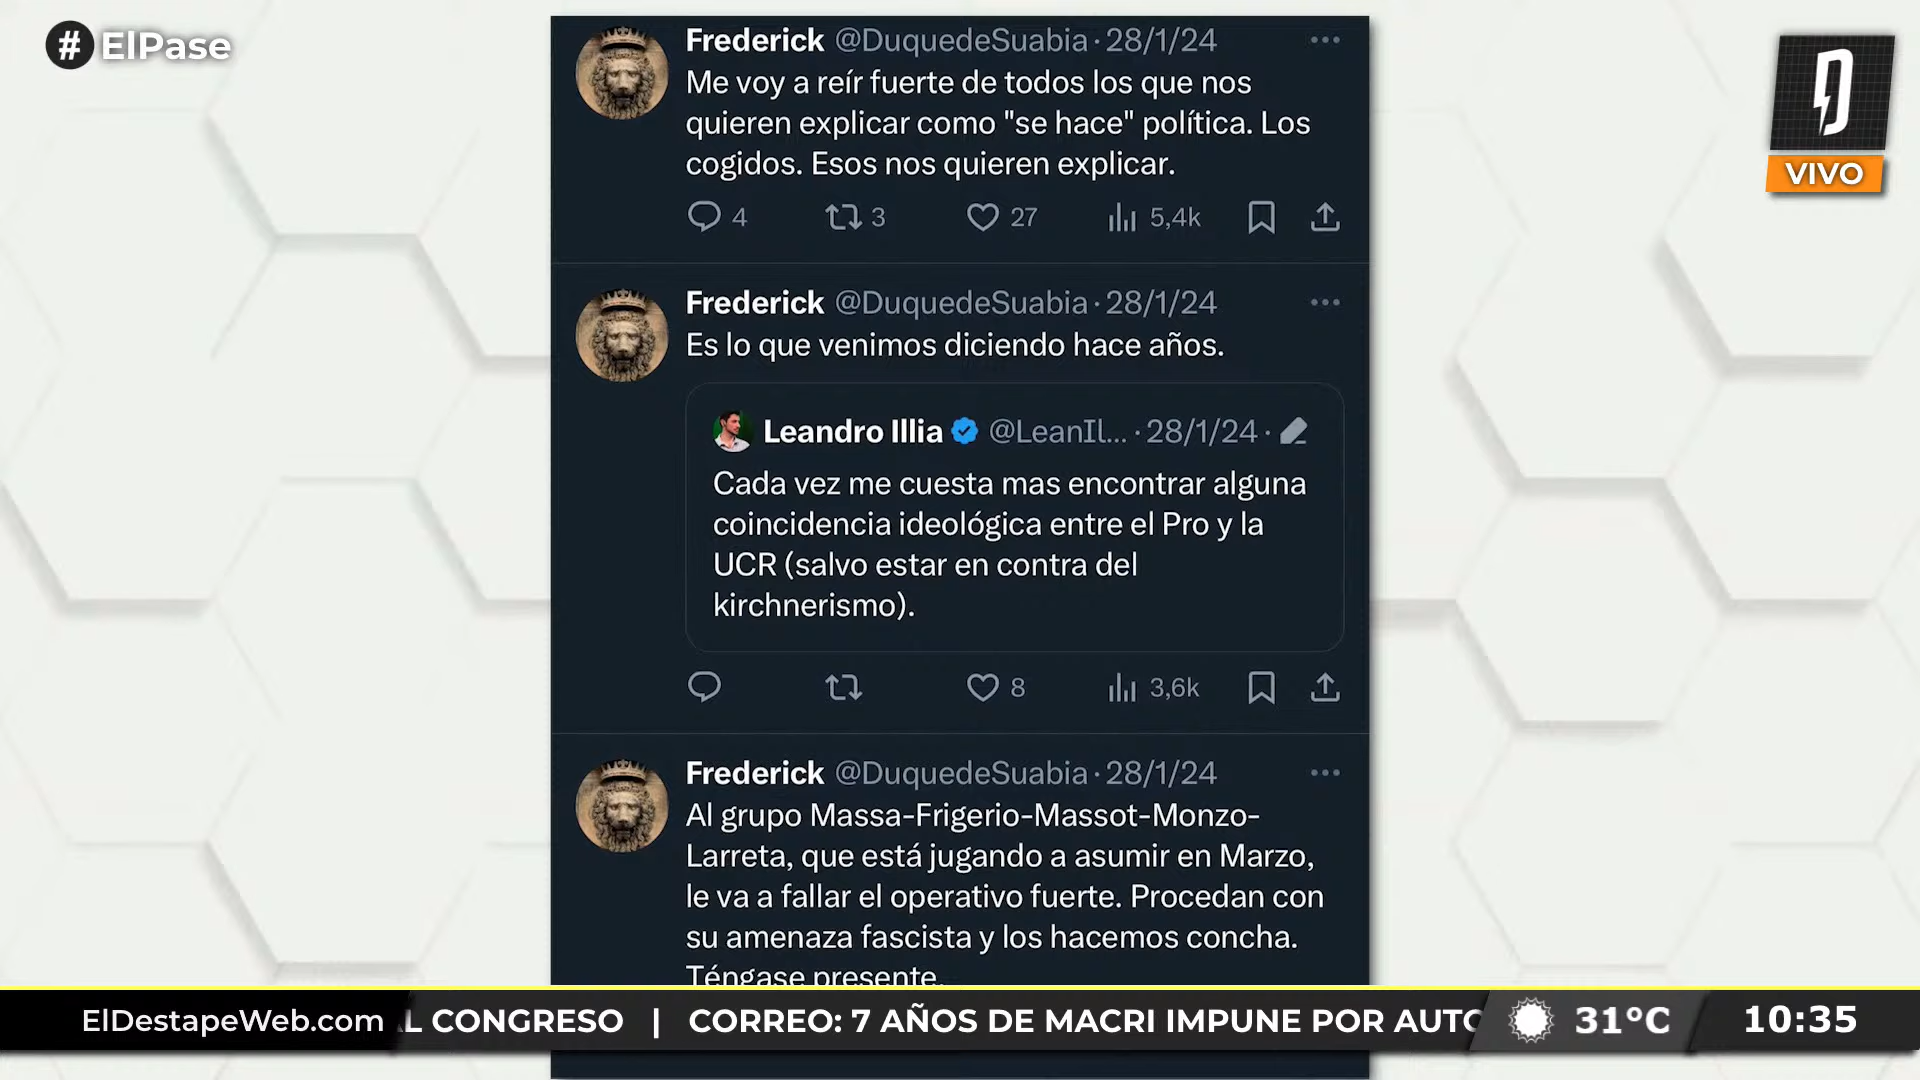 # ElPase
Frederick @DuquedeSuabia · 28/1/24
Me voy a reír fuerte de todos los que nos
quieren explicar como "se hace" política. Los
cogidos. Esos nos quieren explicar.
4 3 27 5,4k
VIVO
Frederick @DuquedeSuabia · 28/1/24
Es lo que venimos diciendo hace años.
Leandro Illia @LeanIl... · 28/1/24 ·
Cada vez me cuesta mas encontrar alguna
coincidencia ideológica entre el Pro y la
UCR (salvo estar en contra del
kirchnerismo).
8 3,6k
Frederick @DuquedeSuabia · 28/1/24
Al grupo Massa-Frigerio-Massot-Monzo-
Larreta, que está jugando a asumir en Marzo,
le va a fallar el operativo fuerte. Procedan con
su amenaza fascista y los hacemos concha.
Téngase presente.
ElDestapeWeb.com L CONGRESO | CORREO: 7 AÑOS DE MACRI IMPUNE POR AUTO 31°C 10:35